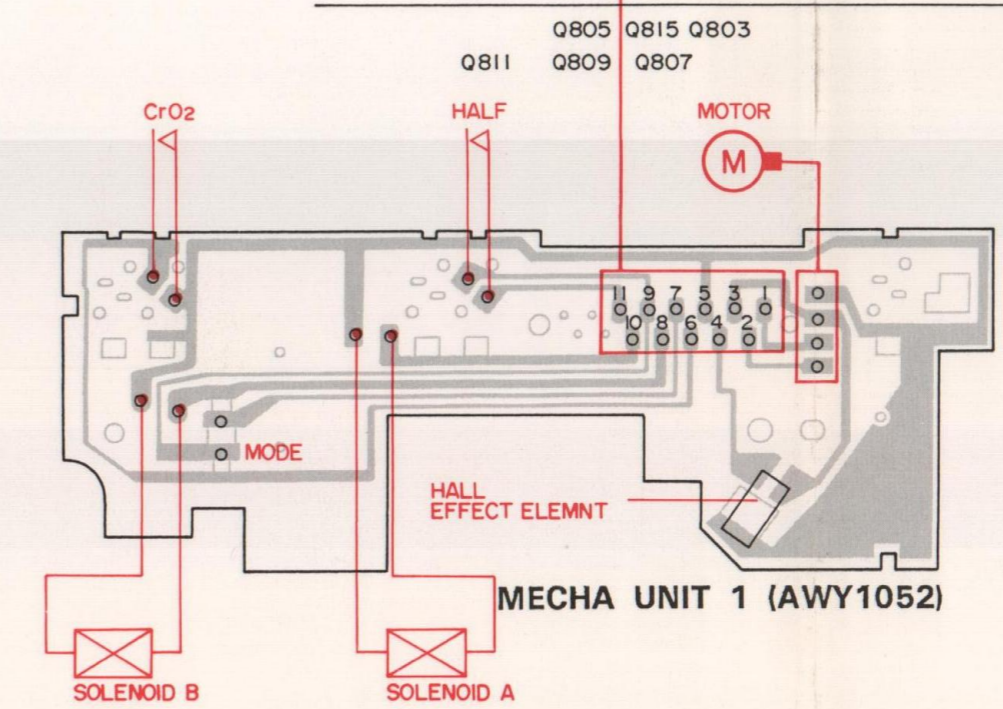 Q805 Q815 Q803
Q811 Q809 Q807
CrO2 HALF MOTOR
M
11 9 7 5 3 1
10 8 6 4 2
MODE
HALL
EFFECT ELEMNT
MECHA UNIT 1 (AWY1052)
SOLENOID B SOLENOID A